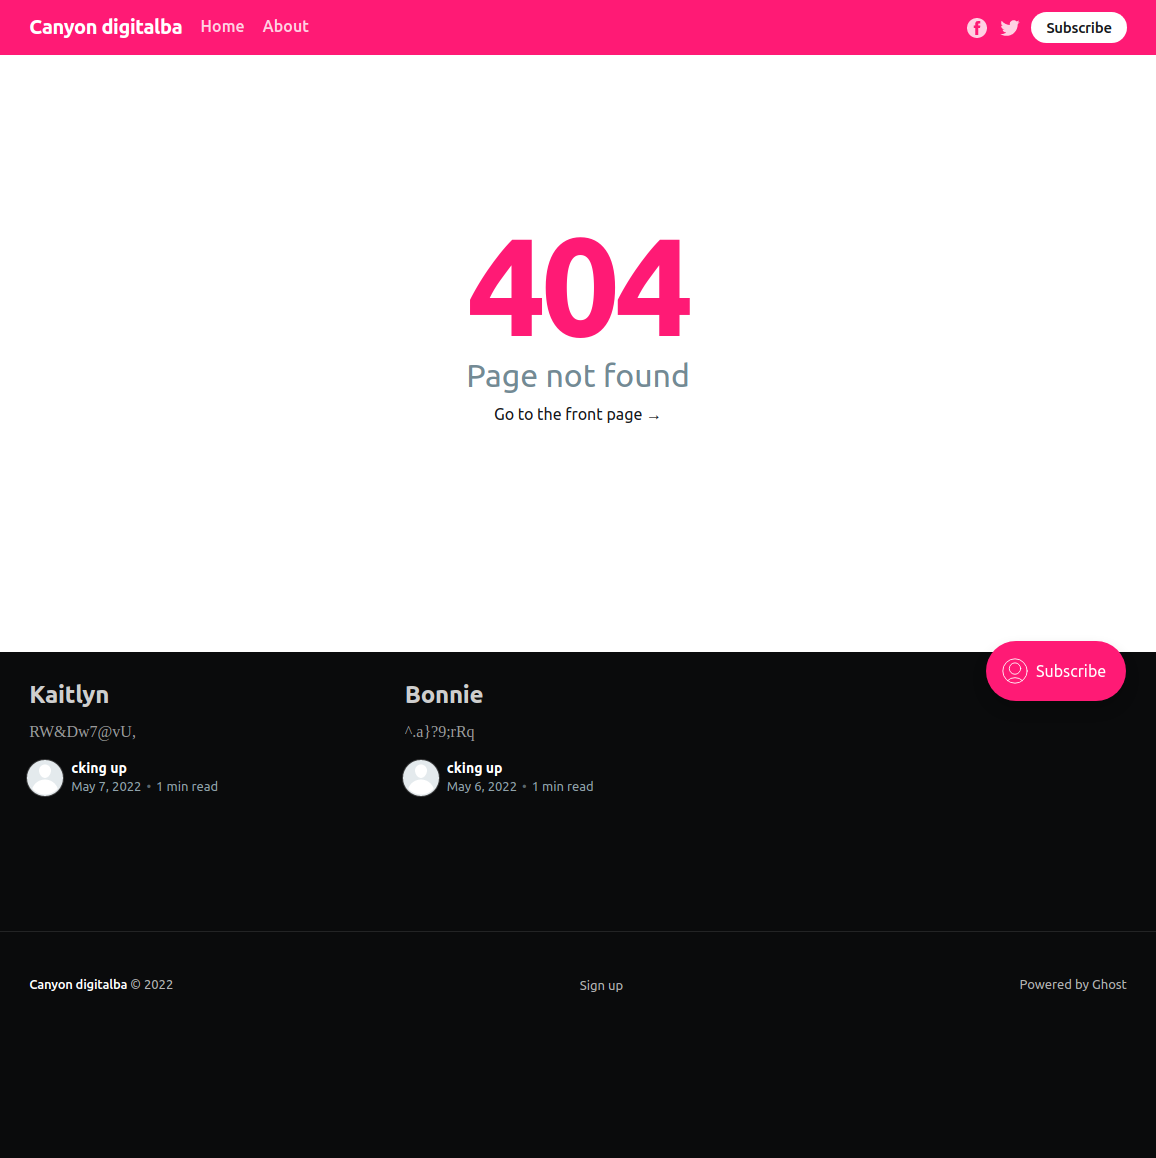 Canyon digitalba Home About Subscribe
404
Page not found
Go to the front page →
Subscribe
Kaitlyn
RW&Dw7@vU,
cking up
May 7, 2022 • 1 min read
Bonnie
^.a}?9;rRq
cking up
May 6, 2022 • 1 min read
Canyon digitalba © 2022
Sign up
Powered by Ghost